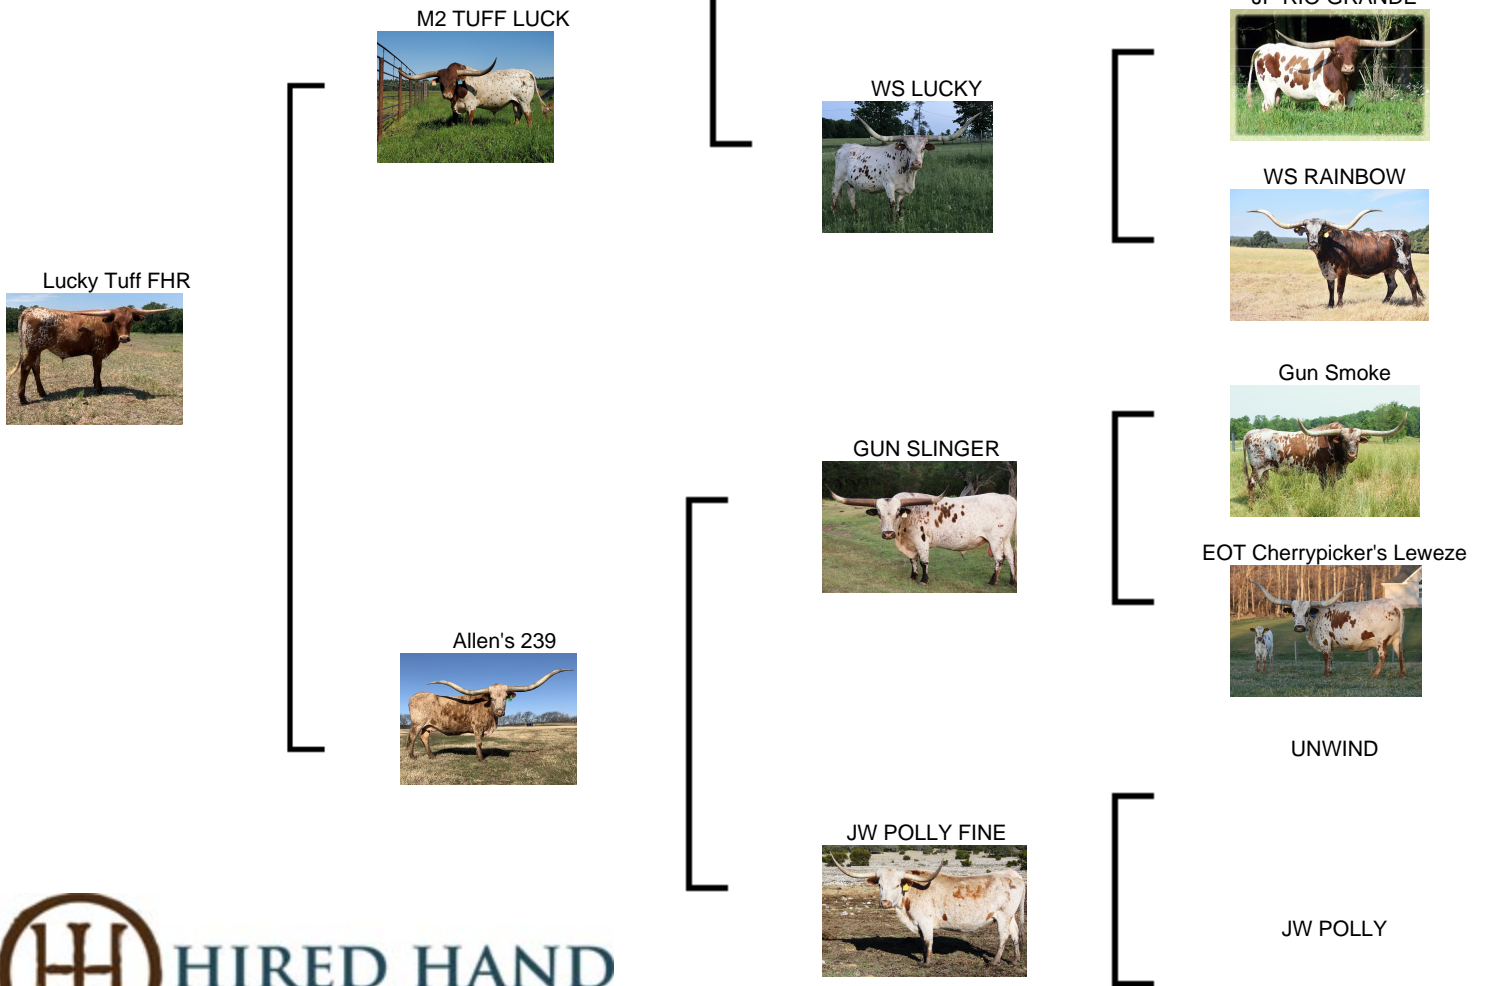 M2 TUFF LUCK
WS LUCKY
WS RAINBOW
Lucky Tuff FHR
Gun Smoke
GUN SLINGER
EOT Cherrypicker's Leweze
Allen's 239
UNWIND
JW POLLY FINE
JW POLLY
HIRED HAND